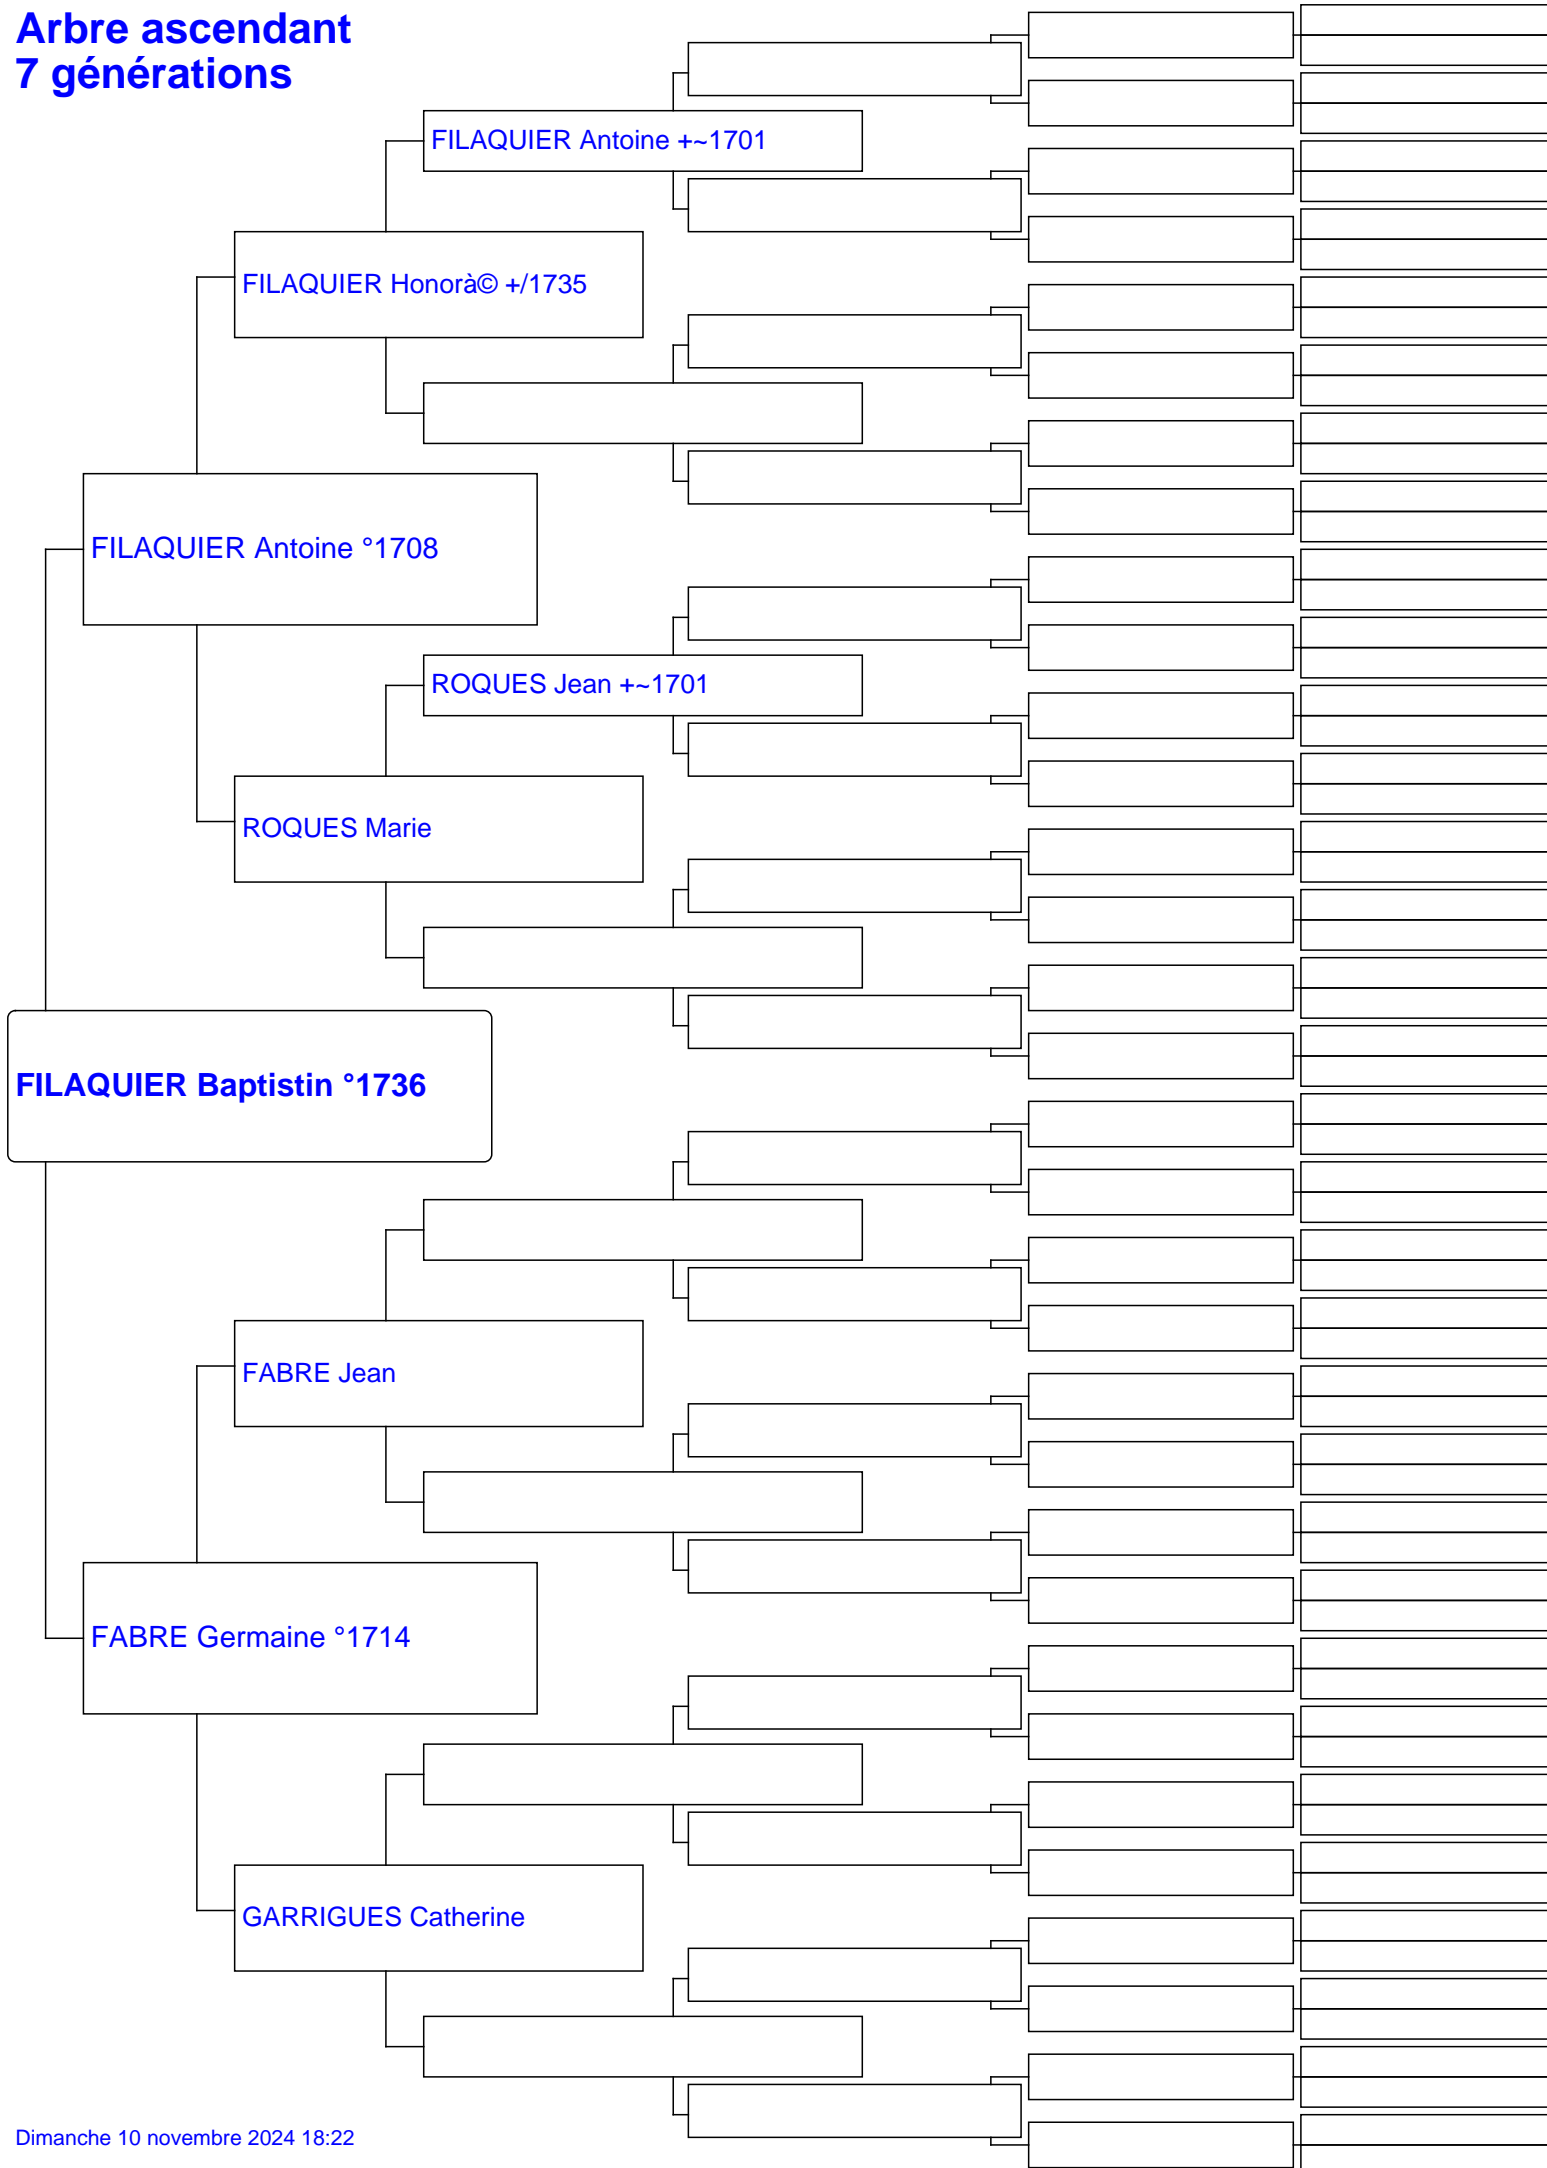 Arbre ascendant
7 générations
FILAQUIER Antoine +~1701
FILAQUIER Honorà© +/1735
FILAQUIER Antoine °1708
ROQUES Jean +~1701
ROQUES Marie
FILAQUIER Baptistin °1736
FABRE Jean
FABRE Germaine °1714
GARRIGUES Catherine
Dimanche 10 novembre 2024 18:22